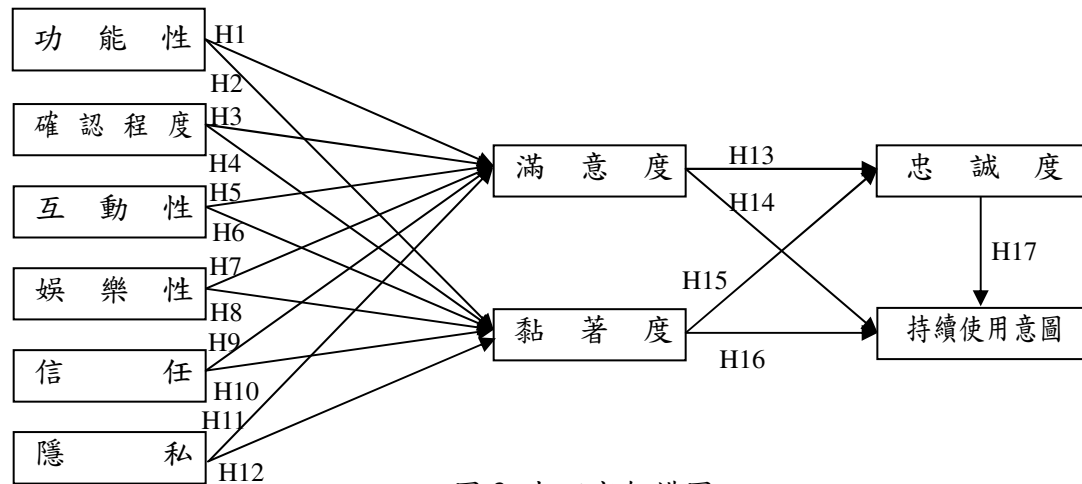 功能性
H1
H2
確認程度
H3
H4
互動性
H5
H6
娛樂性
H7
H8
信任
H9
H10
隱私
H11
H12
滿意度
H13
H14
忠誠度
黏著度
H15
H16
H17
持續使用意圖